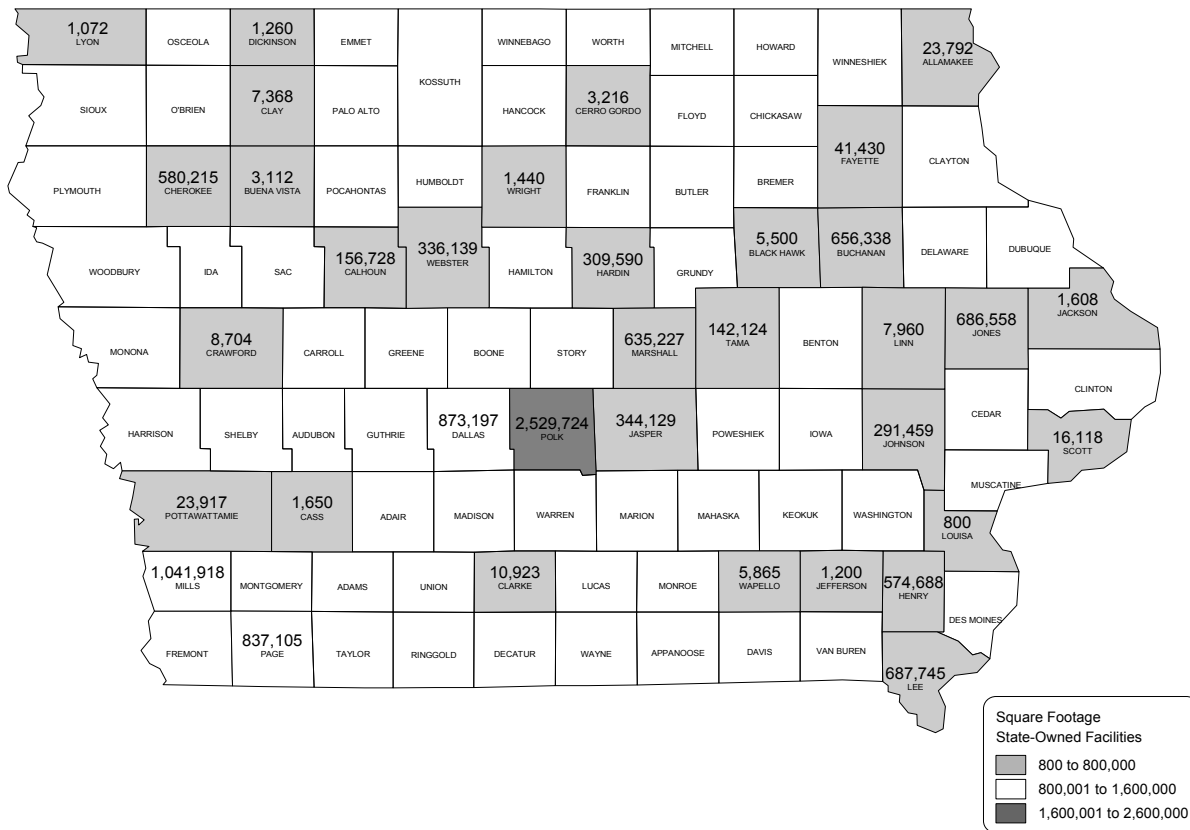 1,072
LYON
OSCEOLA
1,260
DICKINSON
EMMET
KOSSUTH
WINNEBAGO
WORTH
MITCHELL
HOWARD
WINNESHIEK
23,792
ALLAMAKEE
SIOUX
O'BRIEN
7,368
CLAY
PALO ALTO
HANCOCK
3,216
CERRO GORDO
FLOYD
CHICKASAW
41,430
FAYETTE
CLAYTON
PLYMOUTH
580,215
CHEROKEE
3,112
BUENA VISTA
POCAHONTAS
HUMBOLDT
1,440
WRIGHT
FRANKLIN
BUTLER
BREMER
WOODBURY
IDA
SAC
156,728
CALHOUN
336,139
WEBSTER
HAMILTON
309,590
HARDIN
GRUNDY
5,500
BLACK HAWK
656,338
BUCHANAN
DELAWARE
DUBUQUE
MONONA
8,704
CRAWFORD
CARROLL
GREENE
BOONE
STORY
635,227
MARSHALL
142,124
TAMA
BENTON
7,960
LINN
686,558
JONES
1,608
JACKSON
CLINTON
HARRISON
SHELBY
AUDUBON
GUTHRIE
873,197
DALLAS
2,529,724
POLK
344,129
JASPER
POWESHIEK
IOWA
291,459
JOHNSON
CEDAR
16,118
SCOTT
MUSCATINE
23,917
POTTAWATTAMIE
1,650
CASS
ADAIR
MADISON
WARREN
MARION
MAHASKA
KEOKUK
WASHINGTON
800
LOUISA
1,041,918
MILLS
MONTGOMERY
ADAMS
UNION
10,923
CLARKE
LUCAS
MONROE
5,865
WAPELLO
1,200
JEFFERSON
574,688
HENRY
DES MOINES
FREMONT
837,105
PAGE
TAYLOR
RINGGOLD
DECATUR
WAYNE
APPANOOSE
DAVIS
VAN BUREN
687,745
LEE
Square Footage
State-Owned Facilities
800 to 800,000
800,001 to 1,600,000
1,600,001 to 2,600,000